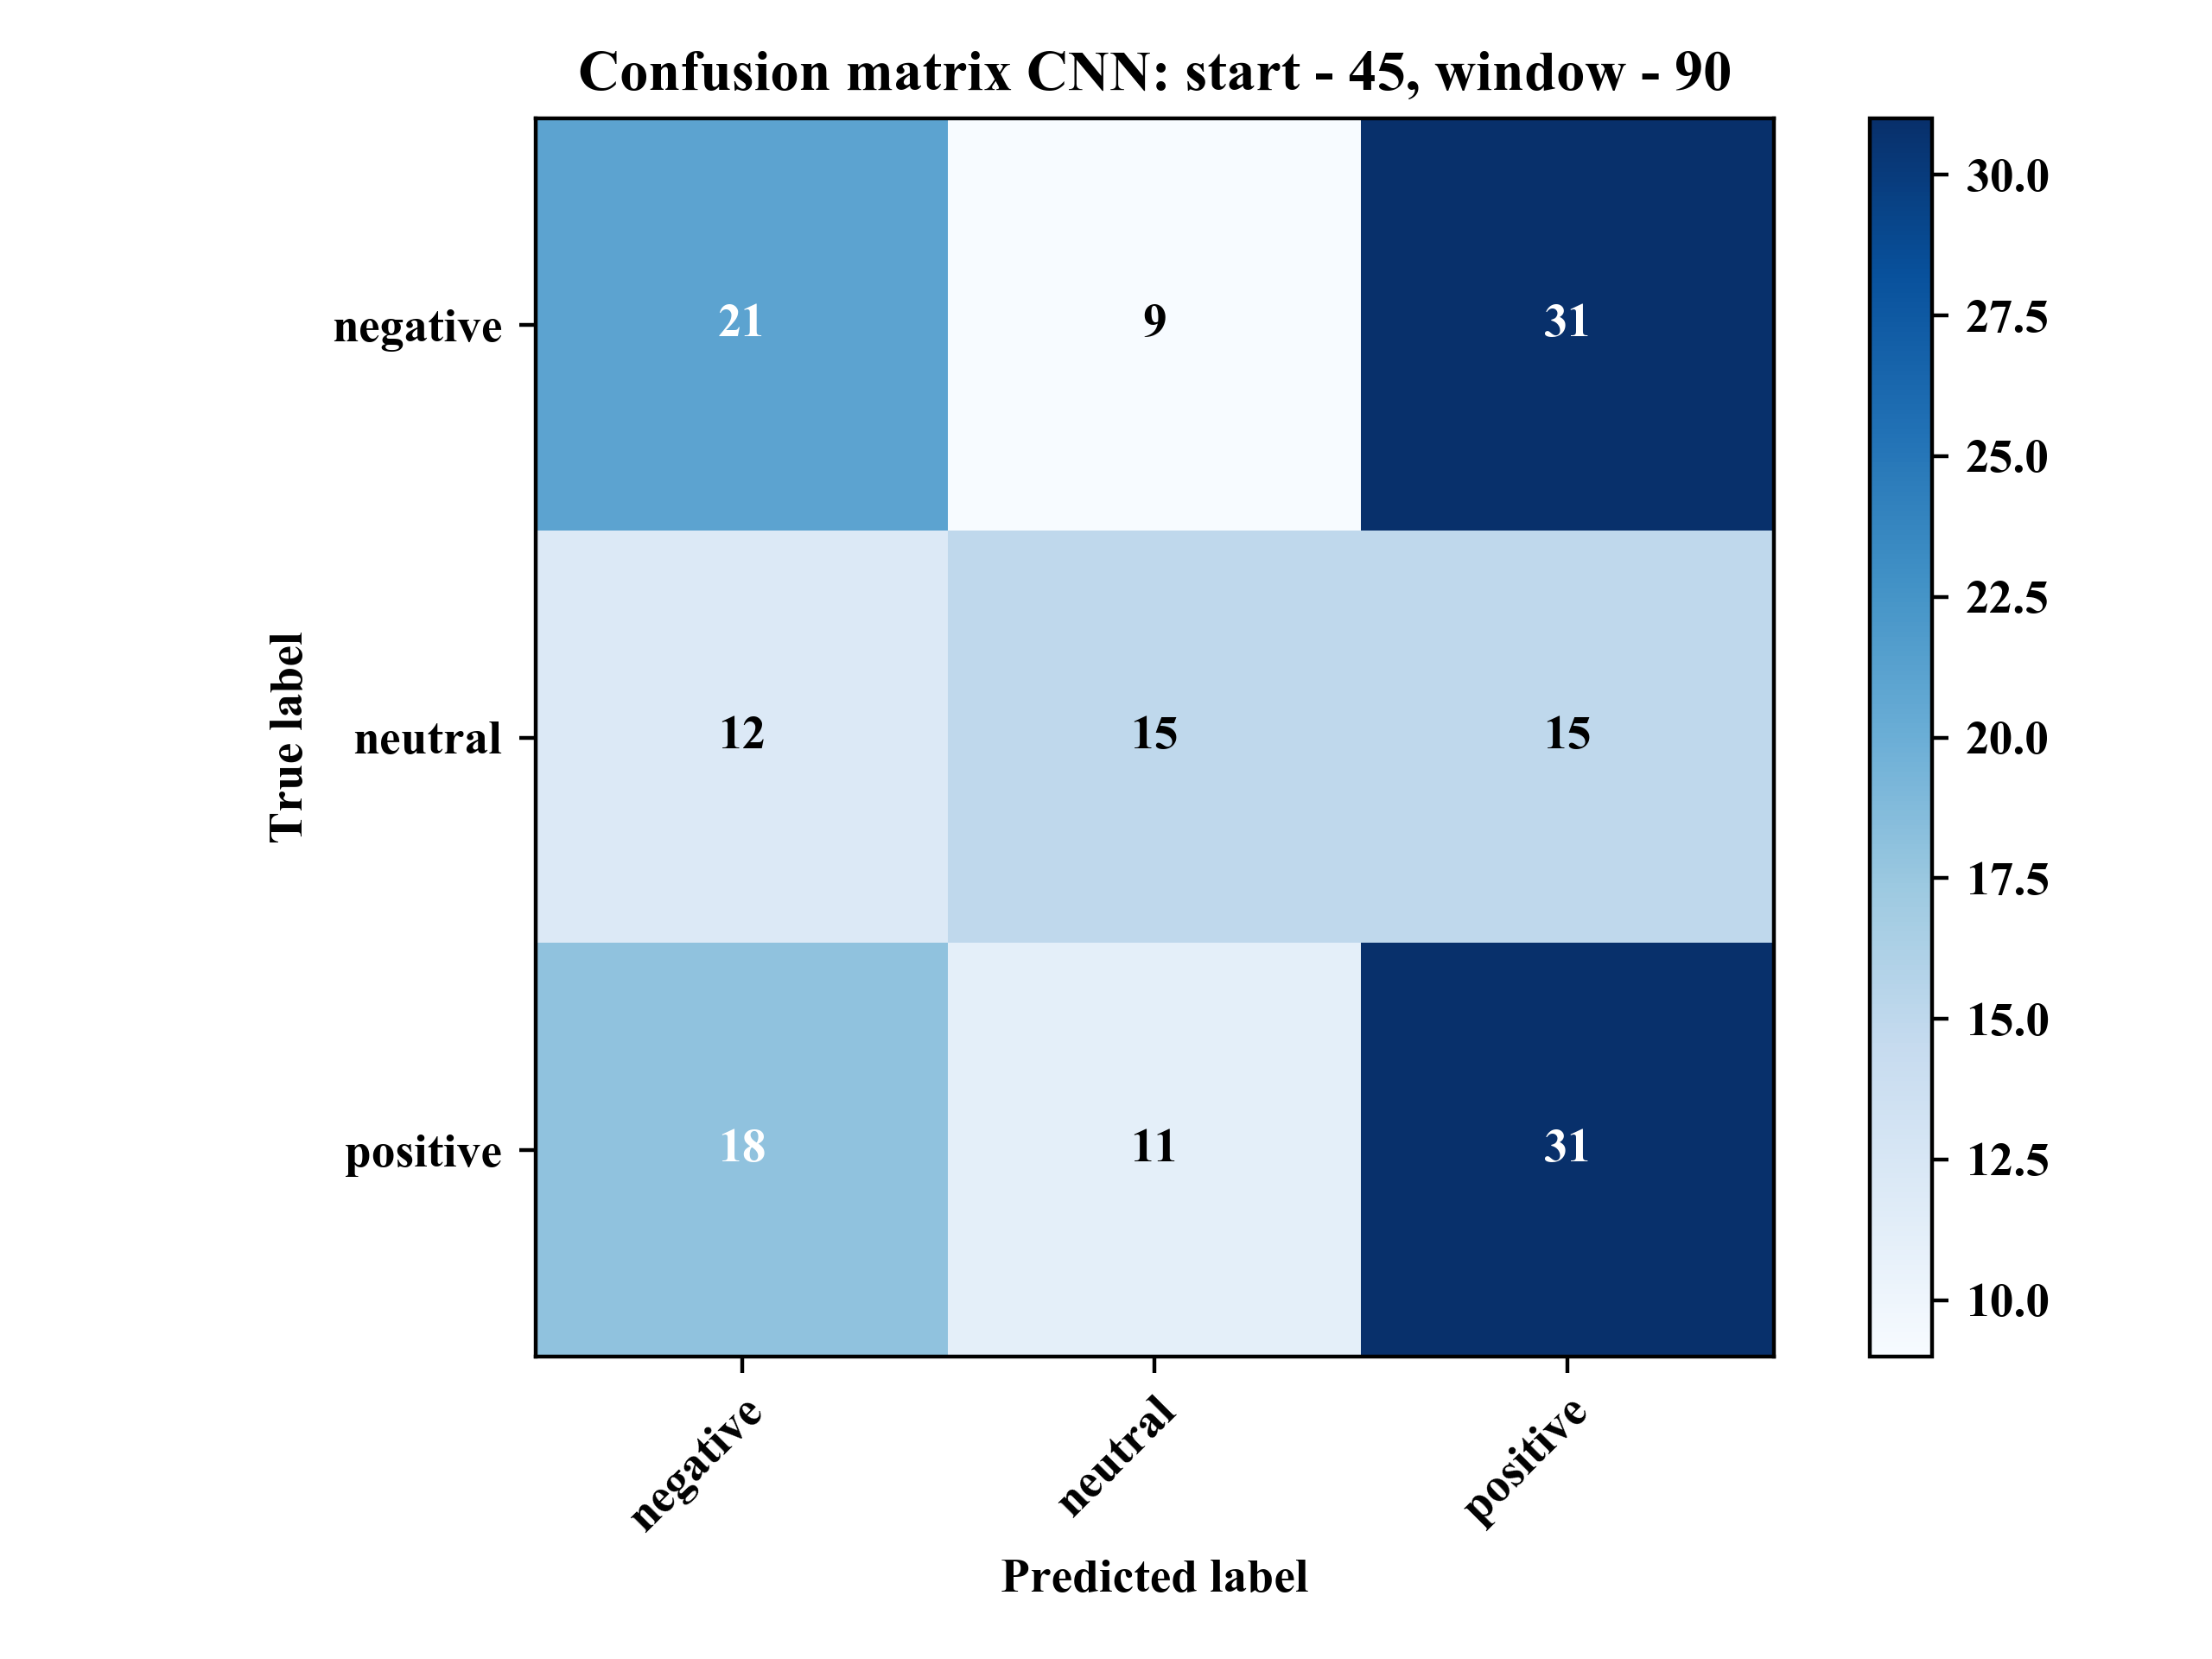 Confusion matrix CNN: start - 45, window - 90
True label
negative
21
9
31
neutral
12
15
15
positive
18
11
31
negative
neutral
positive
Predicted label
30.0
27.5
25.0
22.5
20.0
17.5
15.0
12.5
10.0